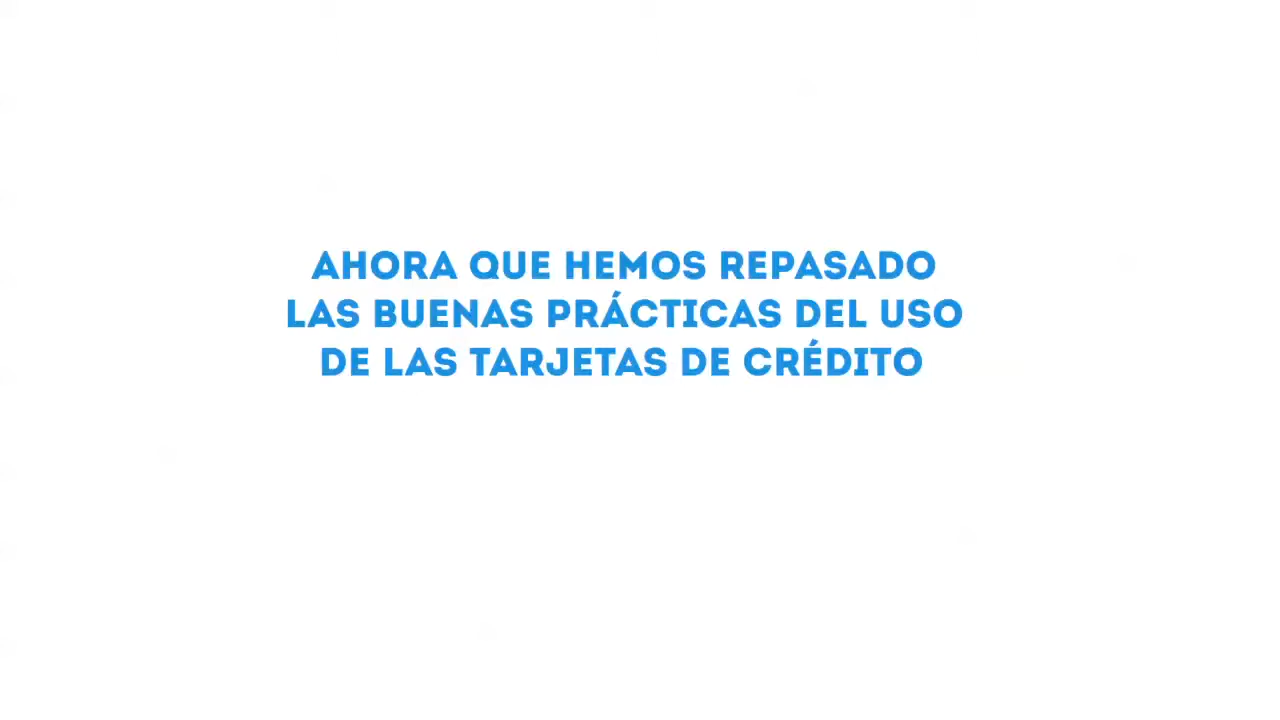 AHORA QUE HEMOS REPASADO
LAS BUENAS PRÁCTICAS DEL USO
DE LAS TARJETAS DE CRÉDITO